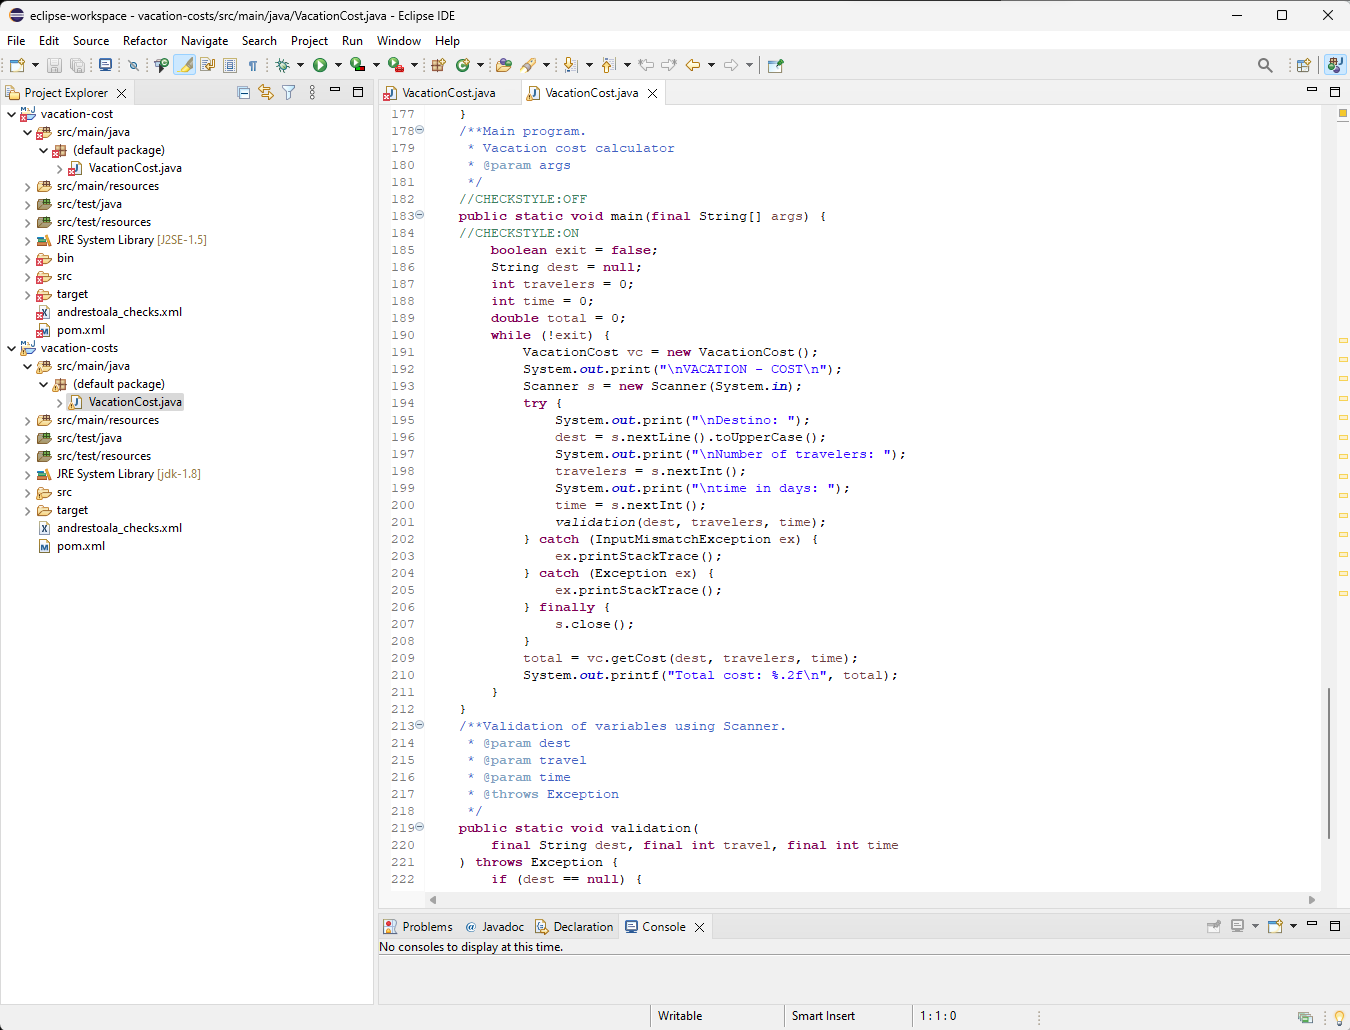 eclipse-workspace - vacation-costs/src/main/java/VacationCost.java - Eclipse IDE
File Edit Source Refactor Navigate Search Project Run Window Help
Project Explorer
vacation-cost
src/main/java
(default package)
VacationCost.java
src/main/resources
src/test/java
src/test/resources
JRE System Library [J2SE-1.5]
bin
src
target
andrestoala_checks.xml
pom.xml
vacation-costs
src/main/java
(default package)
VacationCost.java
src/main/resources
src/test/java
src/test/resources
JRE System Library [jdk-1.8]
src
target
andrestoala_checks.xml
pom.xml
VacationCost.java VacationCost.java
177 }
178 /**Main program.
179 * Vacation cost calculator
180 * @param args
181 */
182 //CHECKSTYLE:OFF
183 public static void main(final String[] args) {
184 //CHECKSTYLE:ON
185 boolean exit = false;
186 String dest = null;
187 int travelers = 0;
188 int time = 0;
189 double total = 0;
190 while (!exit) {
191 VacationCost vc = new VacationCost();
192 System.out.print("\nVACATION - COST\n");
193 Scanner s = new Scanner(System.in);
194 try {
195 System.out.print("\nDestino: ");
196 dest = s.nextLine().toUpperCase();
197 System.out.print("\nNumber of travelers: ");
198 travelers = s.nextInt();
199 System.out.print("\ntime in days: ");
200 time = s.nextInt();
201 validation(dest, travelers, time);
202 } catch (InputMismatchException ex) {
203 ex.printStackTrace();
204 } catch (Exception ex) {
205 ex.printStackTrace();
206 } finally {
207 s.close();
208 }
209 total = vc.getCost(dest, travelers, time);
210 System.out.printf("Total cost: %.2f\n", total);
211 }
212 }
213 /**Validation of variables using Scanner.
214 * @param dest
215 * @param travel
216 * @param time
217 * @throws Exception
218 */
219 public static void validation(
220 final String dest, final int travel, final int time
221 ) throws Exception {
222 if (dest == null) {
Problems @ Javadoc Declaration Console
No consoles to display at this time.
Writable Smart Insert 1 : 1 : 0